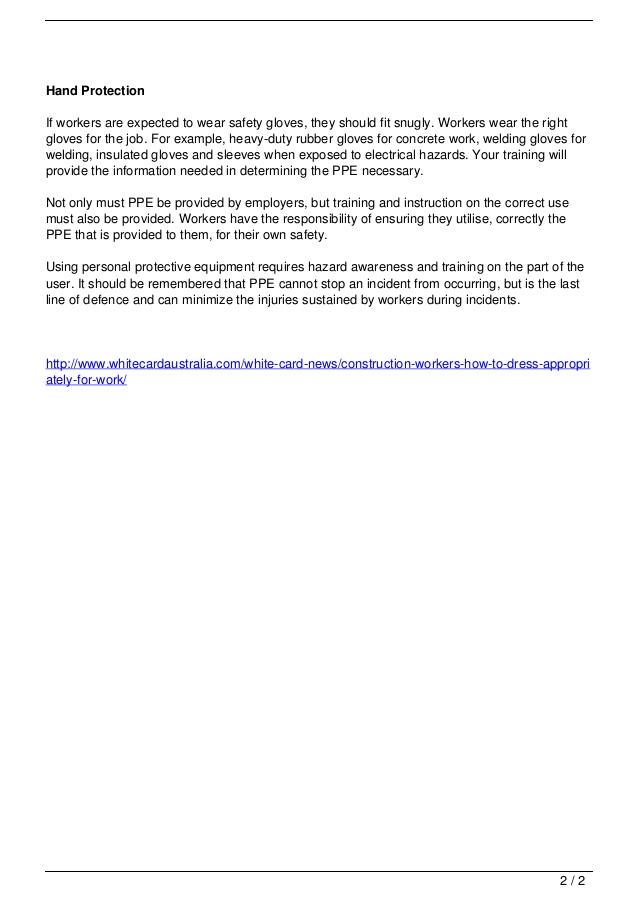 Hand Protection
If workers are expected to wear safety gloves, they should fit snugly. Workers wear the right
gloves for the job. For example, heavy-duty rubber gloves for concrete work, welding gloves for
welding, insulated gloves and sleeves when exposed to electrical hazards. Your training will
provide the information needed in determining the PPE necessary.
Not only must PPE be provided by employers, but training and instruction on the correct use
must also be provided. Workers have the responsibility of ensuring they utilise, correctly the
PPE that is provided to them, for their own safety.
Using personal protective equipment requires hazard awareness and training on the part of the
user. It should be remembered that PPE cannot stop an incident from occurring, but is the last
line of defence and can minimize the injuries sustained by workers during incidents.
http://www.whitecardaustralia.com/white-card-news/construction-workers-how-to-dress-appropri
ately-for-work/
2 / 2